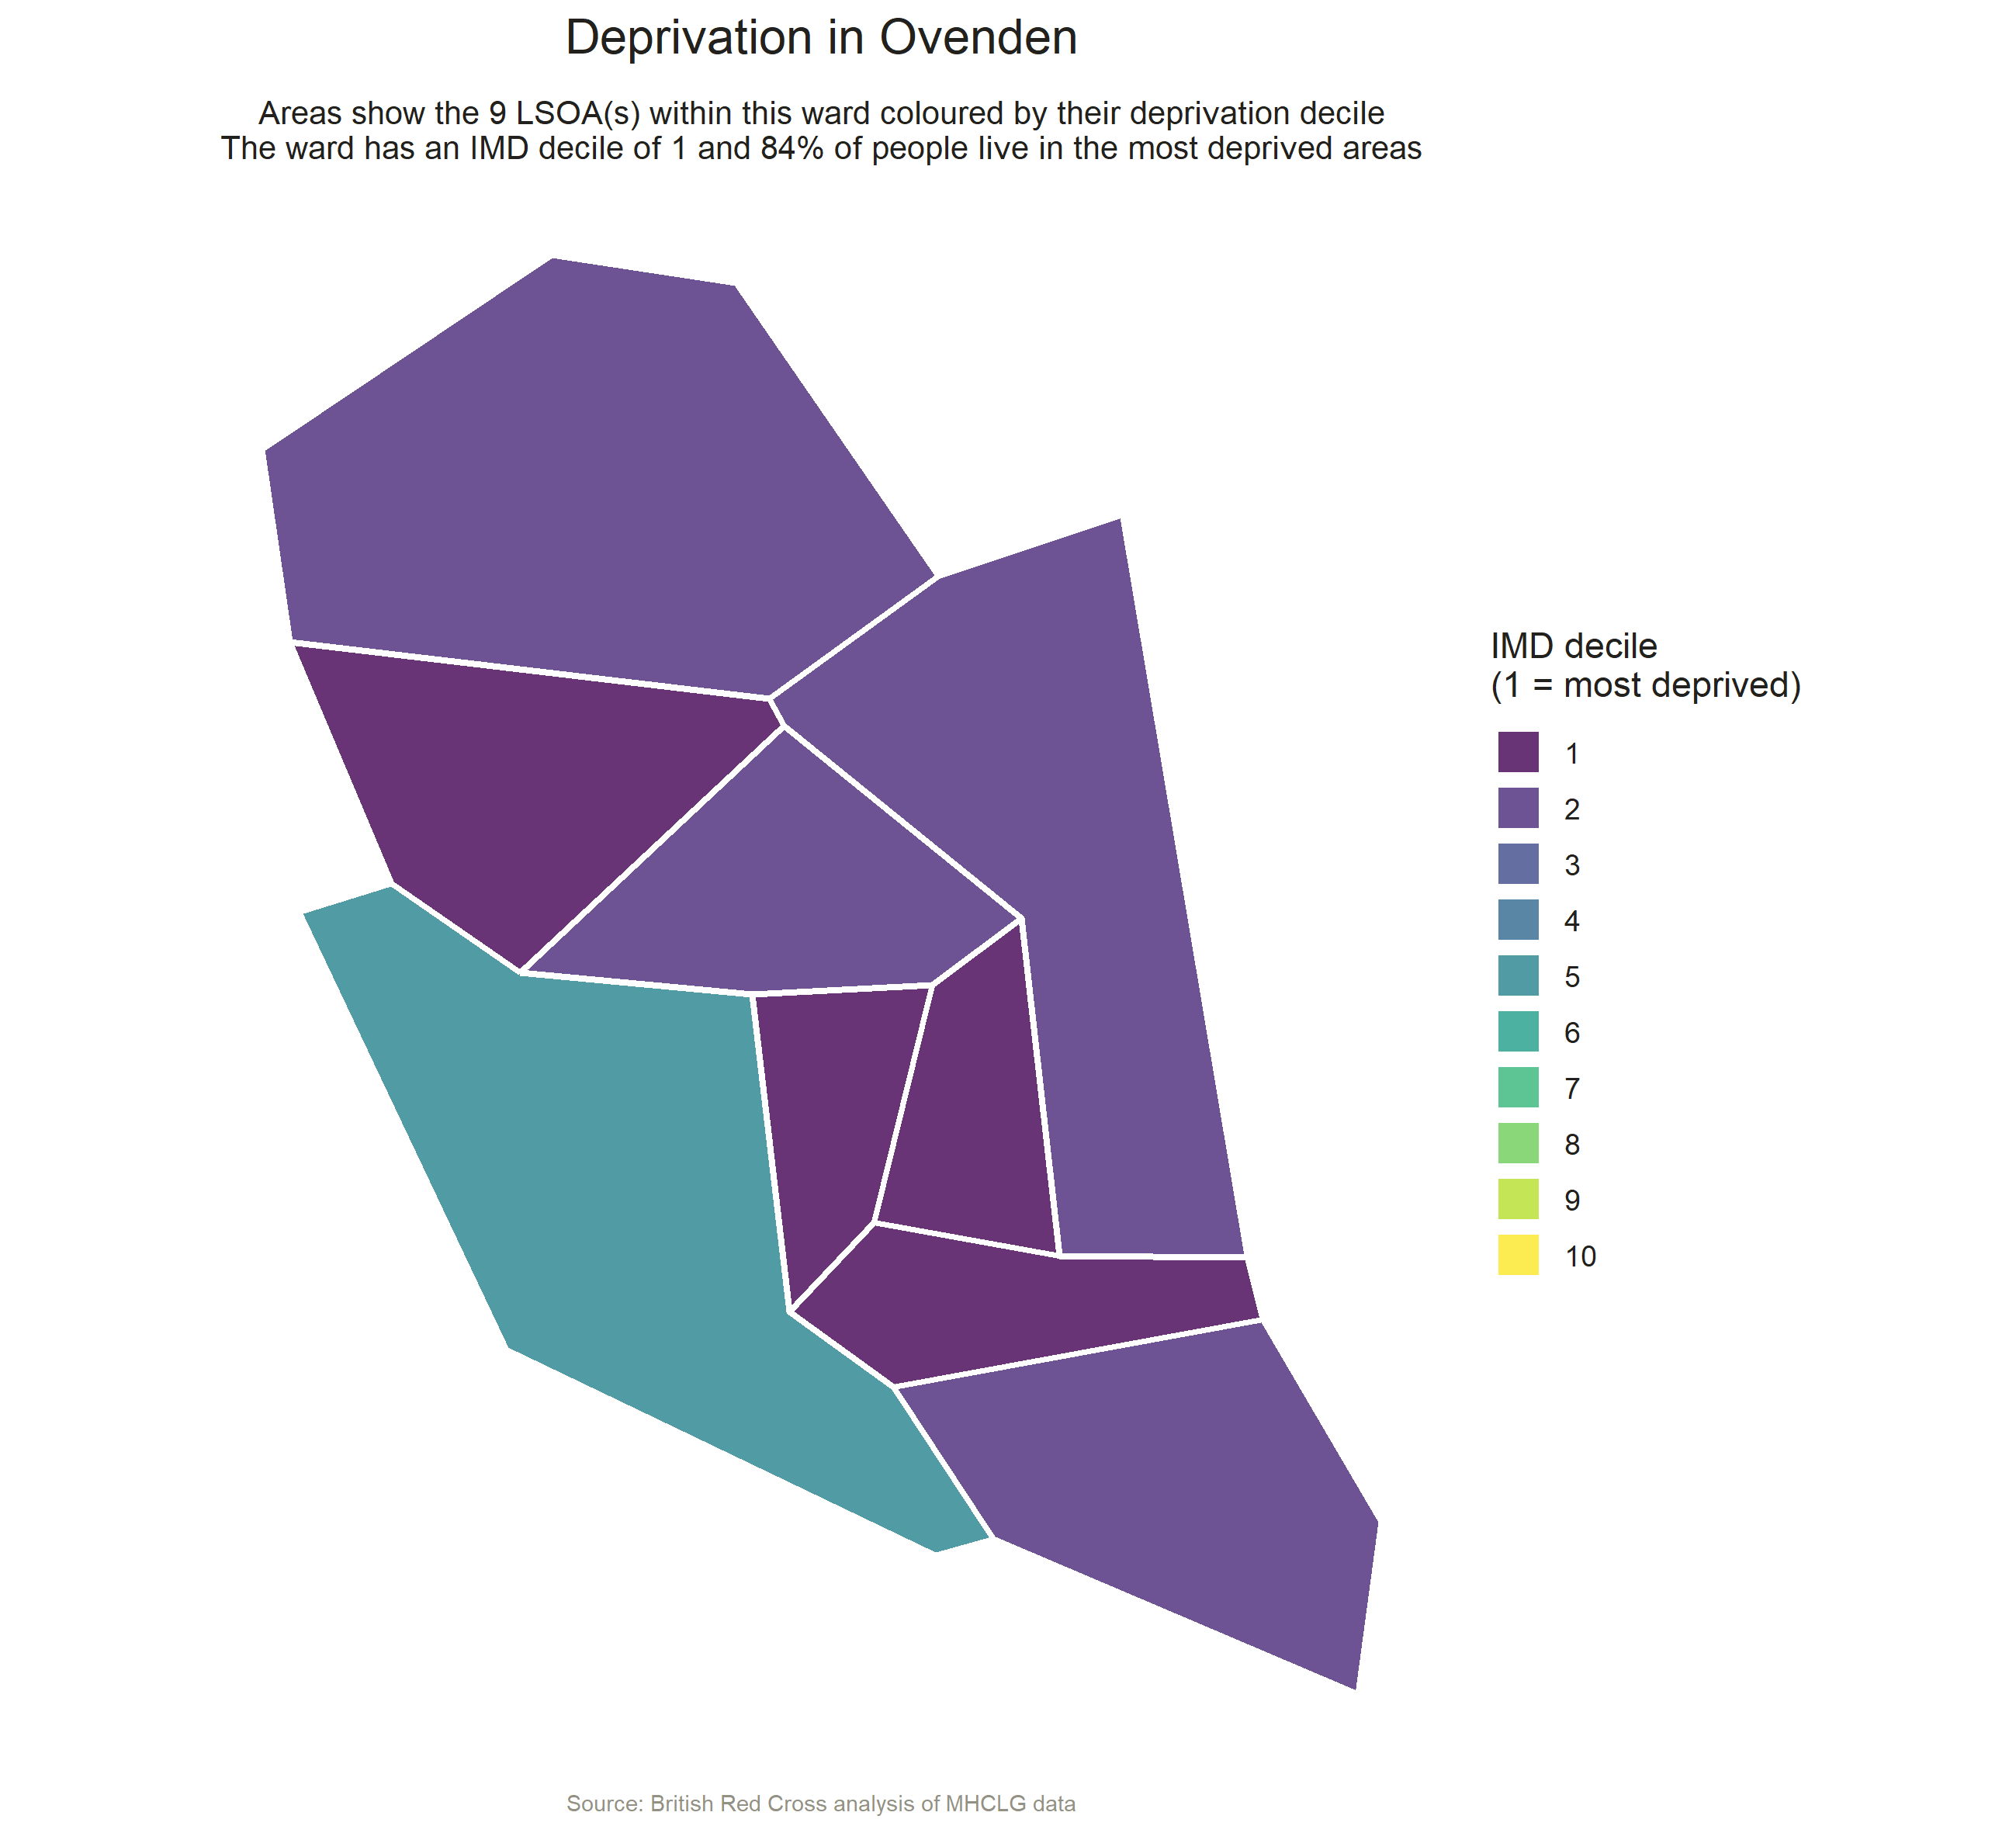 Deprivation in Ovenden
Areas show the 9 LSOA(s) within this ward coloured by their deprivation decile
The ward has an IMD decile of 1 and 84% of people live in the most deprived areas
IMD decile
(1 = most deprived)
1
2
3
4
5
6
7
8
9
10
Source: British Red Cross analysis of MHCLG data